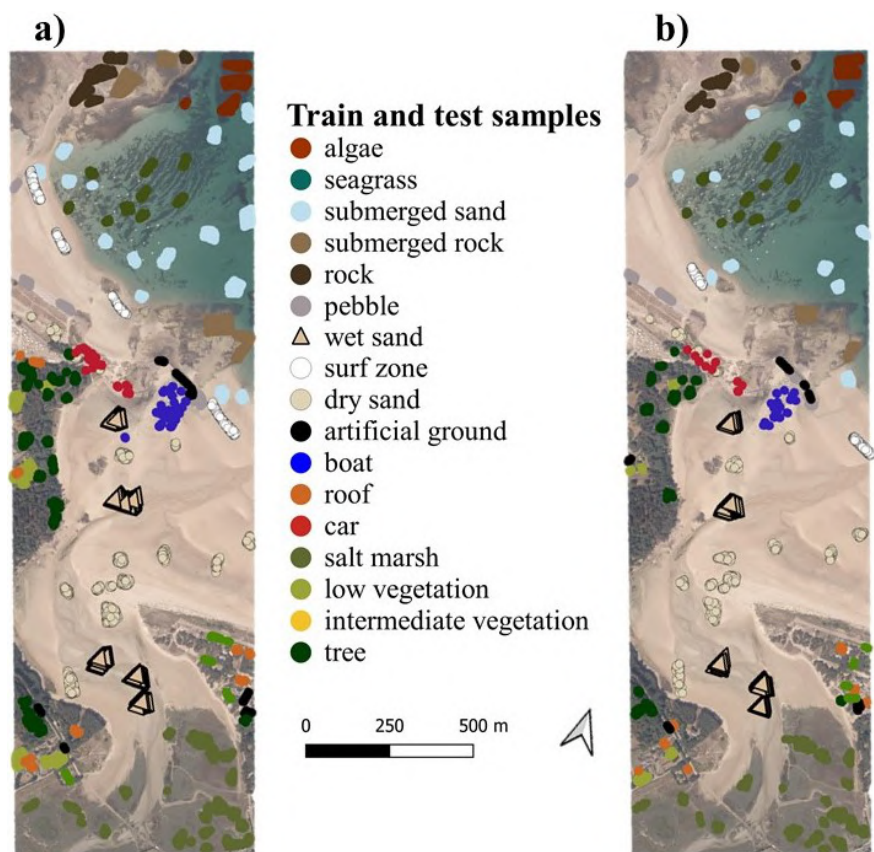 a)
b)
Train and test samples
algae
seagrass
submerged sand
submerged rock
rock
pebble
wet sand
surf zone
dry sand
artificial ground
boat
roof
car
salt marsh
low vegetation
intermediate vegetation
tree
0 250 500 m